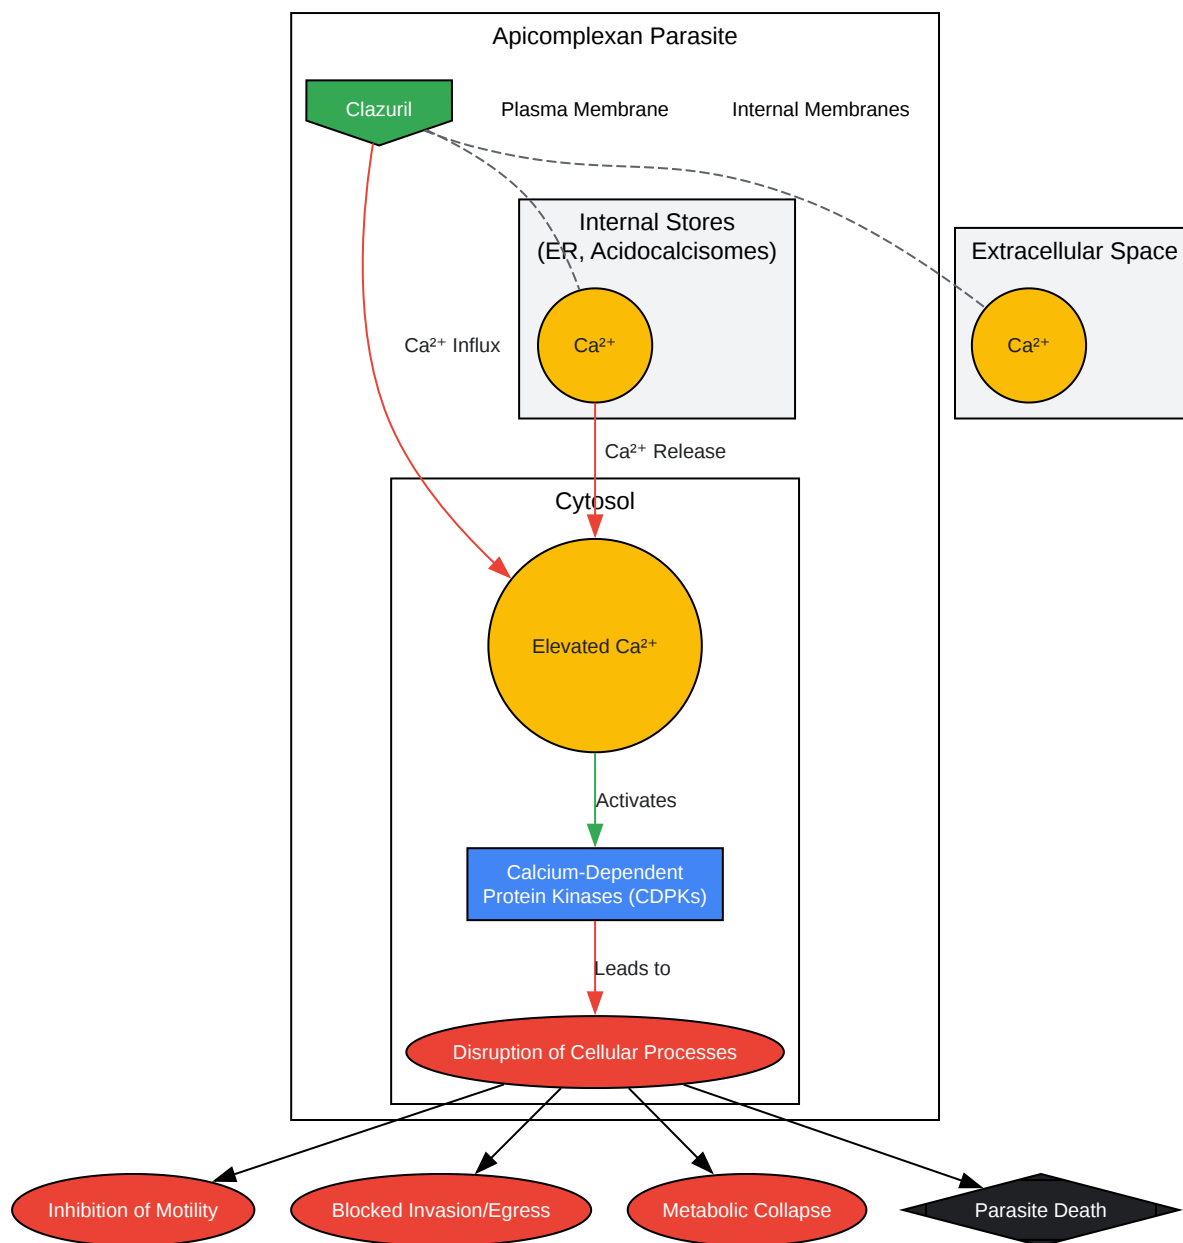 Apicomplexan Parasite
Clazuril
Plasma Membrane
Internal Membranes
Internal Stores
(ER, Acidocalcisomes)
Extracellular Space
Ca²⁺ Influx
Ca²⁺
Ca²⁺
Ca²⁺ Release
Cytosol
Elevated Ca²⁺
Activates
Calcium-Dependent
Protein Kinases (CDPKs)
Leads to
Disruption of Cellular Processes
Inhibition of Motility
Blocked Invasion/Egress
Metabolic Collapse
Parasite Death